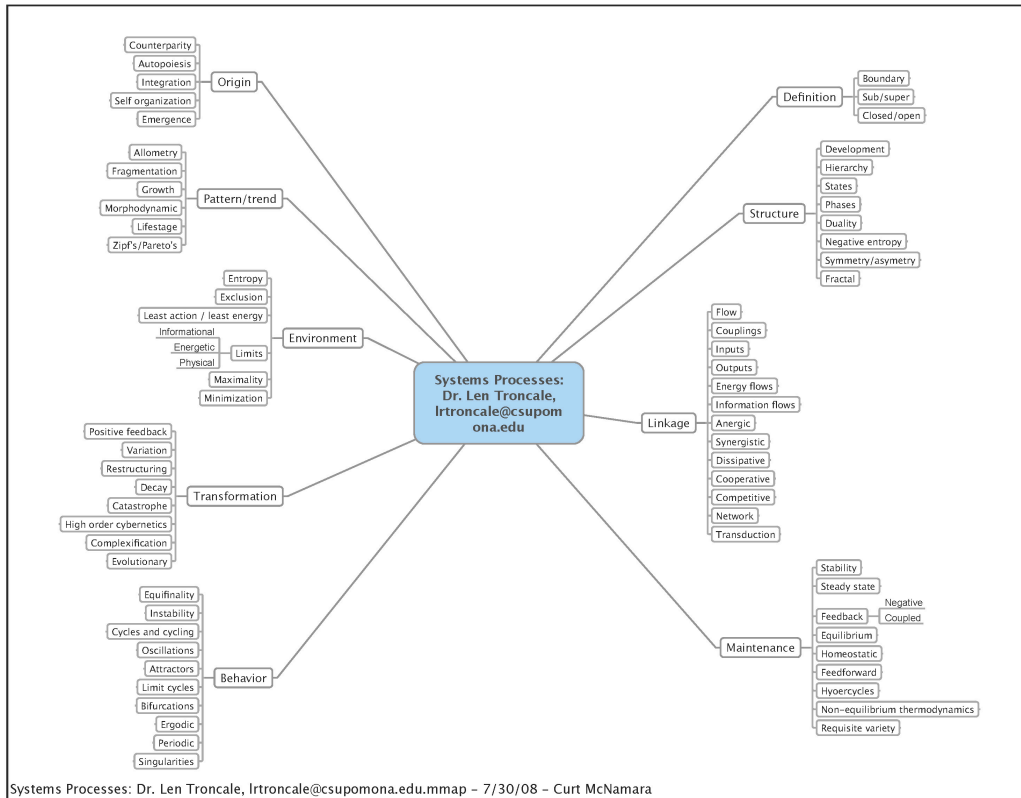 Counterparity
Autopoiesis
Integration
Self organization
Emergence
Origin
Allometry
Fragmentation
Growth
Morphodynamic
Lifestage
Zipf's/Pareto's
Pattern/trend
Entropy
Exclusion
Least action / least energy
Informational
Energetic
Physical
Limits
Maximality
Minimization
Environment
Positive feedback
Variation
Restructuring
Decay
Catastrophe
High order cybernetics
Complexification
Evolutionary
Transformation
Equifinality
Instability
Cycles and cycling
Oscillations
Attractors
Limit cycles
Bifurcations
Ergodic
Periodic
Singularities
Behavior
Systems Processes:
Dr. Len Troncale,
lrtroncale@csupom
ona.edu
Definition
Boundary
Sub/super
Closed/open
Structure
Development
Hierarchy
States
Phases
Duality
Negative entropy
Symmetry/asymetry
Fractal
Linkage
Flow
Couplings
Inputs
Outputs
Energy flows
Information flows
Anergic
Synergistic
Dissipative
Cooperative
Competitive
Network
Transduction
Maintenance
Stability
Steady state
Feedback
Negative
Coupled
Equilibrium
Homeostatic
Feedforward
Hyoercycles
Non-equilibrium thermodynamics
Requisite variety
Systems Processes: Dr. Len Troncale, lrtroncale@csupomona.edu.mmap - 7/30/08 - Curt McNamara